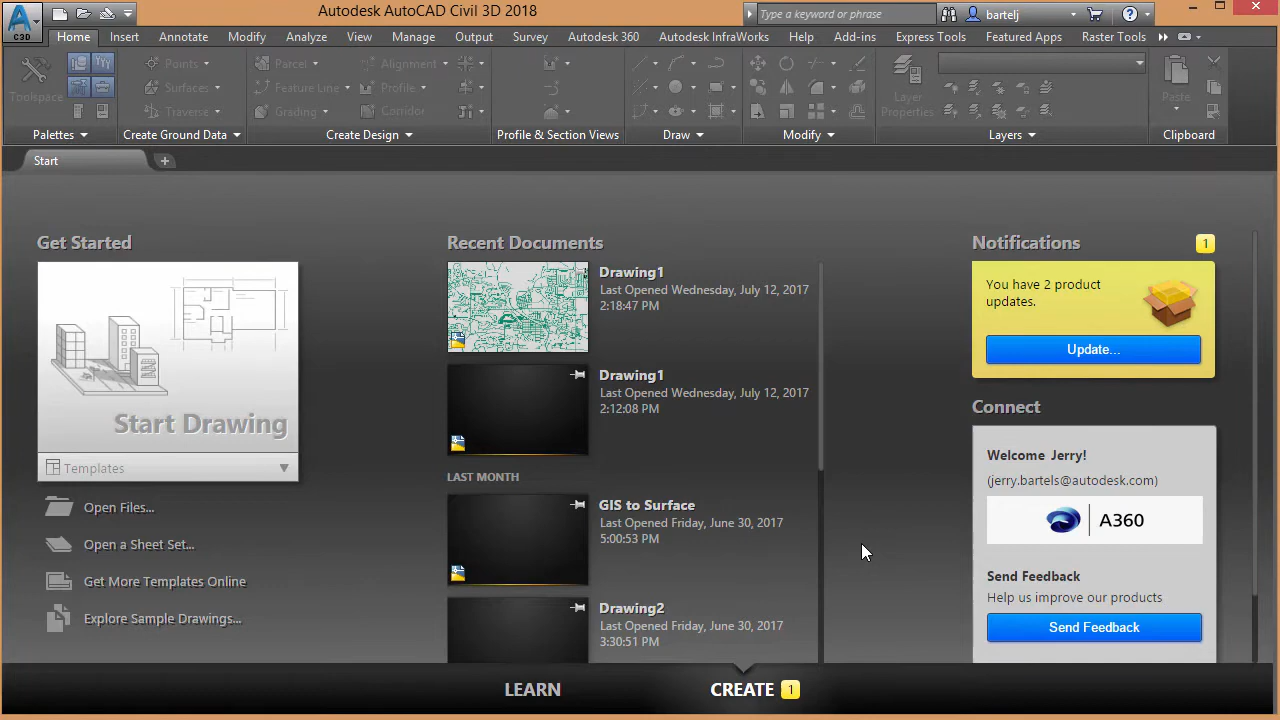 Autodesk AutoCAD Civil 3D 2018
Type a keyword or phrase
bartelj
C3D
Home Insert Annotate Modify Analyze View Manage Output Survey Autodesk 360 Autodesk InfraWorks Help Add-ins Express Tools Featured Apps Raster Tools
Toolspace
Points
Surfaces
Traverse
Parcel
Feature Line
Grading
Alignment
Profile
Corridor
Layer
Properties
Paste
Palettes
Create Ground Data
Create Design
Profile & Section Views
Draw
Modify
Layers
Clipboard
Start
Get Started
Start Drawing
Templates
Open Files...
Open a Sheet Set...
Get More Templates Online
Explore Sample Drawings...
Recent Documents
Drawing1
Last Opened Wednesday, July 12, 2017
2:18:47 PM
Drawing1
Last Opened Wednesday, July 12, 2017
2:12:08 PM
LAST MONTH
GIS to Surface
Last Opened Friday, June 30, 2017
5:00:53 PM
Drawing2
Last Opened Friday, June 30, 2017
3:30:51 PM
Notifications
1
You have 2 product
updates.
Update...
Connect
Welcome Jerry!
(jerry.bartels@autodesk.com)
A360
Send Feedback
Help us improve our products
Send Feedback
LEARN
CREATE 1